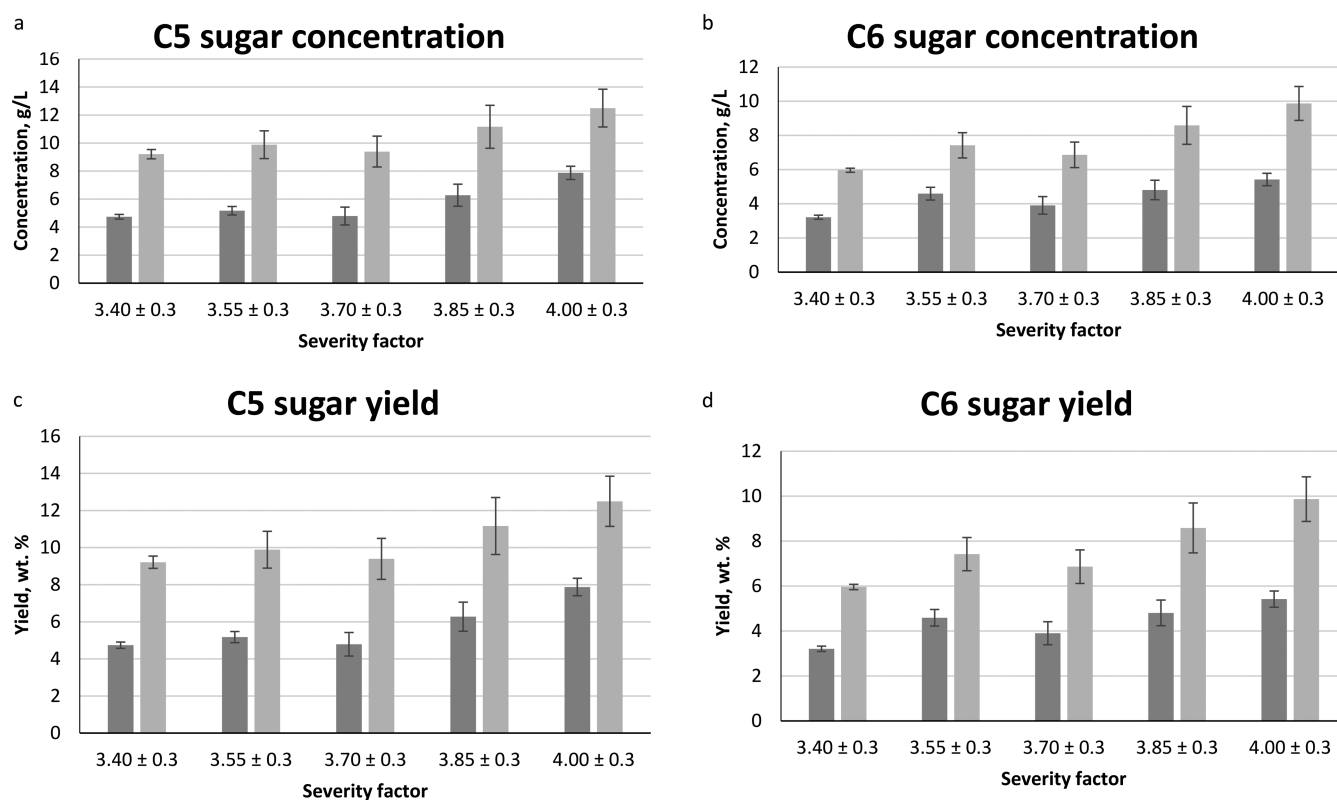 a
C5 sugar concentration
Concentration, g/L
16
14
12
10
8
6
4
2
0
3.40 ± 0.3 3.55 ± 0.3 3.70 ± 0.3 3.85 ± 0.3 4.00 ± 0.3
Severity factor
b
C6 sugar concentration
Concentration, g/L
12
10
8
6
4
2
0
3.40 ± 0.3 3.55 ± 0.3 3.70 ± 0.3 3.85 ± 0.3 4.00 ± 0.3
Severity factor
c
C5 sugar yield
Yield, wt. %
16
14
12
10
8
6
4
2
0
3.40 ± 0.3 3.55 ± 0.3 3.70 ± 0.3 3.85 ± 0.3 4.00 ± 0.3
Severity factor
d
C6 sugar yield
Yield, wt. %
12
10
8
6
4
2
0
3.40 ± 0.3 3.55 ± 0.3 3.70 ± 0.3 3.85 ± 0.3 4.00 ± 0.3
Severity factor